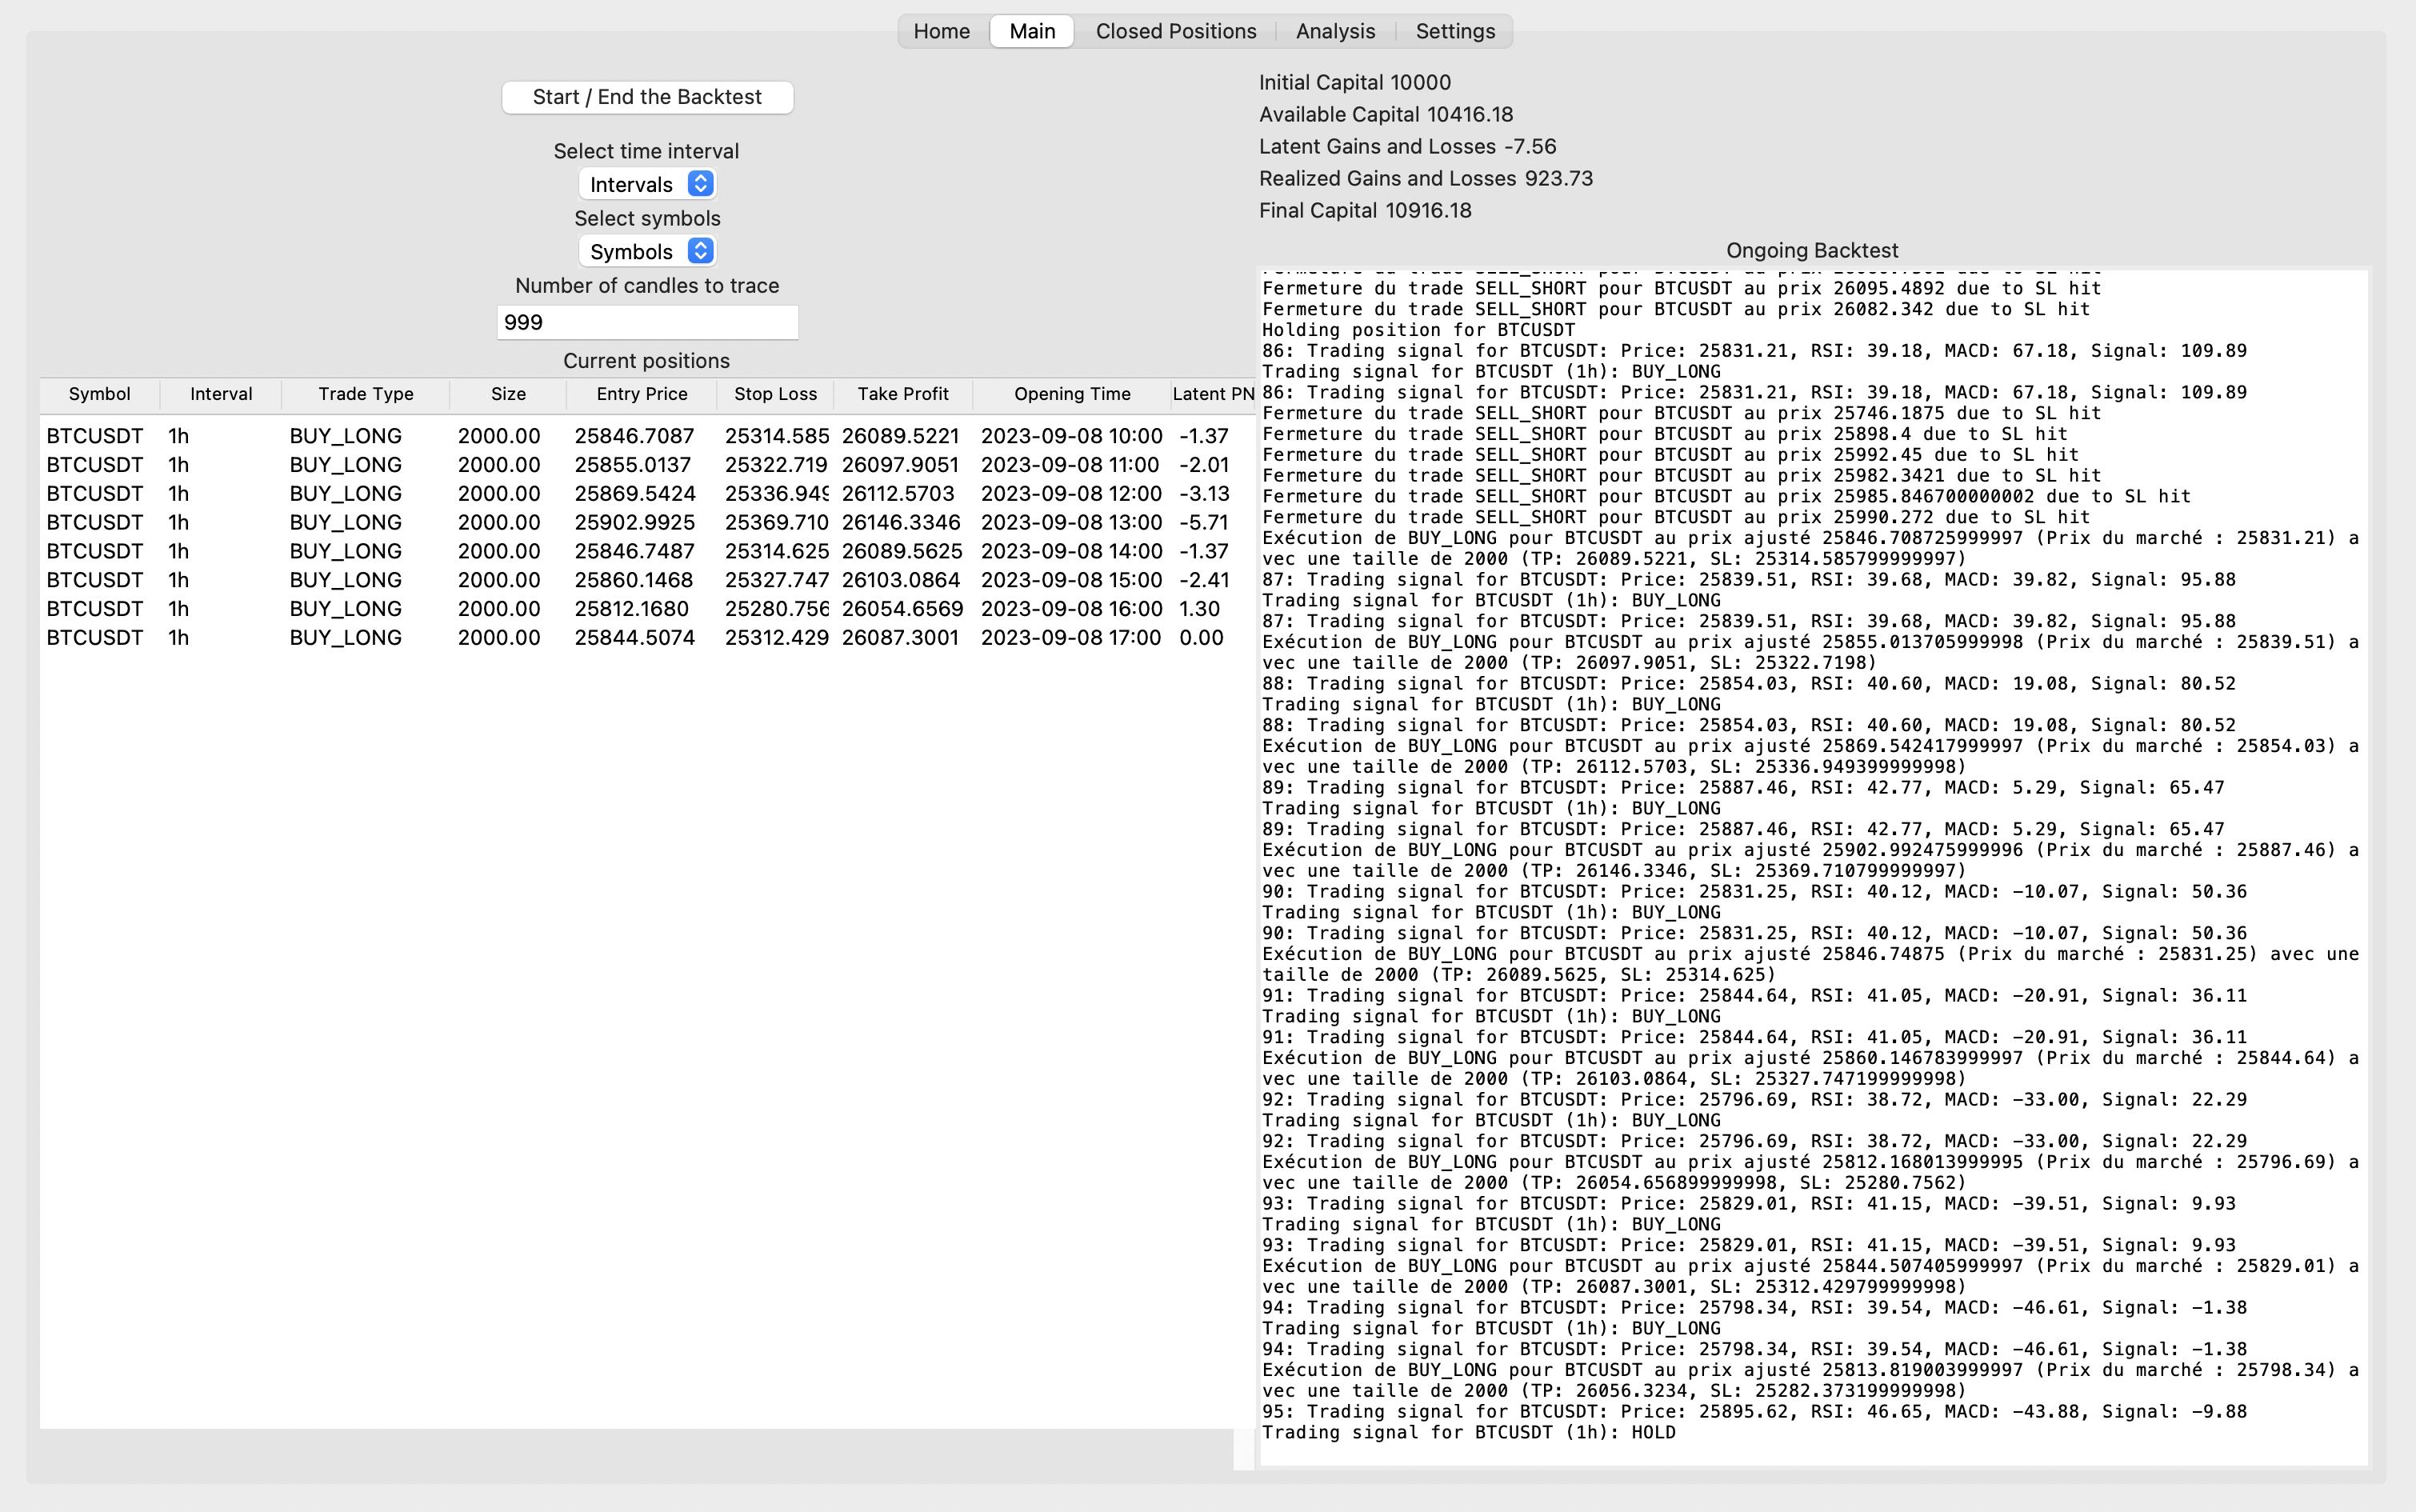 Home Main Closed Positions Analysis Settings
Start / End the Backtest
Select time interval
Intervals
Select symbols
Symbols
Number of candles to trace
999
Current positions
Symbol Interval Trade Type Size Entry Price Stop Loss Take Profit Opening Time Latent PN
BTCUSDT 1h BUY_LONG 2000.00 25846.7087 25314.585 26089.5221 2023-09-08 10:00 -1.37
BTCUSDT 1h BUY_LONG 2000.00 25855.0137 25322.719 26097.9051 2023-09-08 11:00 -2.01
BTCUSDT 1h BUY_LONG 2000.00 25869.5424 25336.949 26112.5703 2023-09-08 12:00 -3.13
BTCUSDT 1h BUY_LONG 2000.00 25902.9925 25369.710 26146.3346 2023-09-08 13:00 -5.71
BTCUSDT 1h BUY_LONG 2000.00 25846.7487 25314.625 26089.5625 2023-09-08 14:00 -1.37
BTCUSDT 1h BUY_LONG 2000.00 25860.1468 25327.747 26103.0864 2023-09-08 15:00 -2.41
BTCUSDT 1h BUY_LONG 2000.00 25812.1680 25280.756 26054.6569 2023-09-08 16:00 1.30
BTCUSDT 1h BUY_LONG 2000.00 25844.5074 25312.429 26087.3001 2023-09-08 17:00 0.00
Initial Capital 10000
Available Capital 10416.18
Latent Gains and Losses -7.56
Realized Gains and Losses 923.73
Final Capital 10916.18
Ongoing Backtest
Fermeture du trade SELL_SHORT pour BTCUSDT au prix 26095.4892 due to SL hit
Fermeture du trade SELL_SHORT pour BTCUSDT au prix 26082.342 due to SL hit
Holding position for BTCUSDT
86: Trading signal for BTCUSDT: Price: 25831.21, RSI: 39.18, MACD: 67.18, Signal: 109.89
Trading signal for BTCUSDT (1h): BUY_LONG
86: Trading signal for BTCUSDT: Price: 25831.21, RSI: 39.18, MACD: 67.18, Signal: 109.89
Fermeture du trade SELL_SHORT pour BTCUSDT au prix 25746.1875 due to SL hit
Fermeture du trade SELL_SHORT pour BTCUSDT au prix 25898.4 due to SL hit
Fermeture du trade SELL_SHORT pour BTCUSDT au prix 25992.45 due to SL hit
Fermeture du trade SELL_SHORT pour BTCUSDT au prix 25982.3421 due to SL hit
Fermeture du trade SELL_SHORT pour BTCUSDT au prix 25985.846700000002 due to SL hit
Fermeture du trade SELL_SHORT pour BTCUSDT au prix 25990.272 due to SL hit
Exécution de BUY_LONG pour BTCUSDT au prix ajusté 25846.708725999997 (Prix du marché : 25831.21) a
vec une taille de 2000 (TP: 26089.5221, SL: 25314.585799999997)
87: Trading signal for BTCUSDT: Price: 25839.51, RSI: 39.68, MACD: 39.82, Signal: 95.88
Trading signal for BTCUSDT (1h): BUY_LONG
87: Trading signal for BTCUSDT: Price: 25839.51, RSI: 39.68, MACD: 39.82, Signal: 95.88
Exécution de BUY_LONG pour BTCUSDT au prix ajusté 25855.013705999998 (Prix du marché : 25839.51) a
vec une taille de 2000 (TP: 26097.9051, SL: 25322.7198)
88: Trading signal for BTCUSDT: Price: 25854.03, RSI: 40.60, MACD: 19.08, Signal: 80.52
Trading signal for BTCUSDT (1h): BUY_LONG
88: Trading signal for BTCUSDT: Price: 25854.03, RSI: 40.60, MACD: 19.08, Signal: 80.52
Exécution de BUY_LONG pour BTCUSDT au prix ajusté 25869.542417999997 (Prix du marché : 25854.03) a
vec une taille de 2000 (TP: 26112.5703, SL: 25336.949399999998)
89: Trading signal for BTCUSDT: Price: 25887.46, RSI: 42.77, MACD: 5.29, Signal: 65.47
Trading signal for BTCUSDT (1h): BUY_LONG
89: Trading signal for BTCUSDT: Price: 25887.46, RSI: 42.77, MACD: 5.29, Signal: 65.47
Exécution de BUY_LONG pour BTCUSDT au prix ajusté 25902.992475999996 (Prix du marché : 25887.46) a
vec une taille de 2000 (TP: 26146.3346, SL: 25369.710799999997)
90: Trading signal for BTCUSDT: Price: 25831.25, RSI: 40.12, MACD: -10.07, Signal: 50.36
Trading signal for BTCUSDT (1h): BUY_LONG
90: Trading signal for BTCUSDT: Price: 25831.25, RSI: 40.12, MACD: -10.07, Signal: 50.36
Exécution de BUY_LONG pour BTCUSDT au prix ajusté 25846.74875 (Prix du marché : 25831.25) avec une
taille de 2000 (TP: 26089.5625, SL: 25314.625)
91: Trading signal for BTCUSDT: Price: 25844.64, RSI: 41.05, MACD: -20.91, Signal: 36.11
Trading signal for BTCUSDT (1h): BUY_LONG
91: Trading signal for BTCUSDT: Price: 25844.64, RSI: 41.05, MACD: -20.91, Signal: 36.11
Exécution de BUY_LONG pour BTCUSDT au prix ajusté 25860.146783999997 (Prix du marché : 25844.64) a
vec une taille de 2000 (TP: 26103.0864, SL: 25327.747199999998)
92: Trading signal for BTCUSDT: Price: 25796.69, RSI: 38.72, MACD: -33.00, Signal: 22.29
Trading signal for BTCUSDT (1h): BUY_LONG
92: Trading signal for BTCUSDT: Price: 25796.69, RSI: 38.72, MACD: -33.00, Signal: 22.29
Exécution de BUY_LONG pour BTCUSDT au prix ajusté 25812.168013999995 (Prix du marché : 25796.69) a
vec une taille de 2000 (TP: 26054.656899999998, SL: 25280.7562)
93: Trading signal for BTCUSDT: Price: 25829.01, RSI: 41.15, MACD: -39.51, Signal: 9.93
Trading signal for BTCUSDT (1h): BUY_LONG
93: Trading signal for BTCUSDT: Price: 25829.01, RSI: 41.15, MACD: -39.51, Signal: 9.93
Exécution de BUY_LONG pour BTCUSDT au prix ajusté 25844.507405999997 (Prix du marché : 25829.01) a
vec une taille de 2000 (TP: 26087.3001, SL: 25312.429799999998)
94: Trading signal for BTCUSDT: Price: 25798.34, RSI: 39.54, MACD: -46.61, Signal: -1.38
Trading signal for BTCUSDT (1h): BUY_LONG
94: Trading signal for BTCUSDT: Price: 25798.34, RSI: 39.54, MACD: -46.61, Signal: -1.38
Exécution de BUY_LONG pour BTCUSDT au prix ajusté 25813.819003999997 (Prix du marché : 25798.34) a
vec une taille de 2000 (TP: 26056.3234, SL: 25282.373199999998)
95: Trading signal for BTCUSDT: Price: 25895.62, RSI: 46.65, MACD: -43.88, Signal: -9.88
Trading signal for BTCUSDT (1h): HOLD